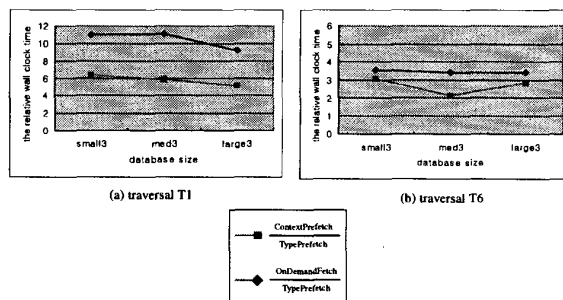 the relative wall clock time
12
10
8
6
4
2
0
small3 med3 large3
database size
(a) traversal T1
the relative wall clock time
6
5
4
3
2
1
0
small3 med3 large3
database size
(b) traversal T6
ContextPrefetch
TypePrefetch
OnDemandFetch
TypePrefetch